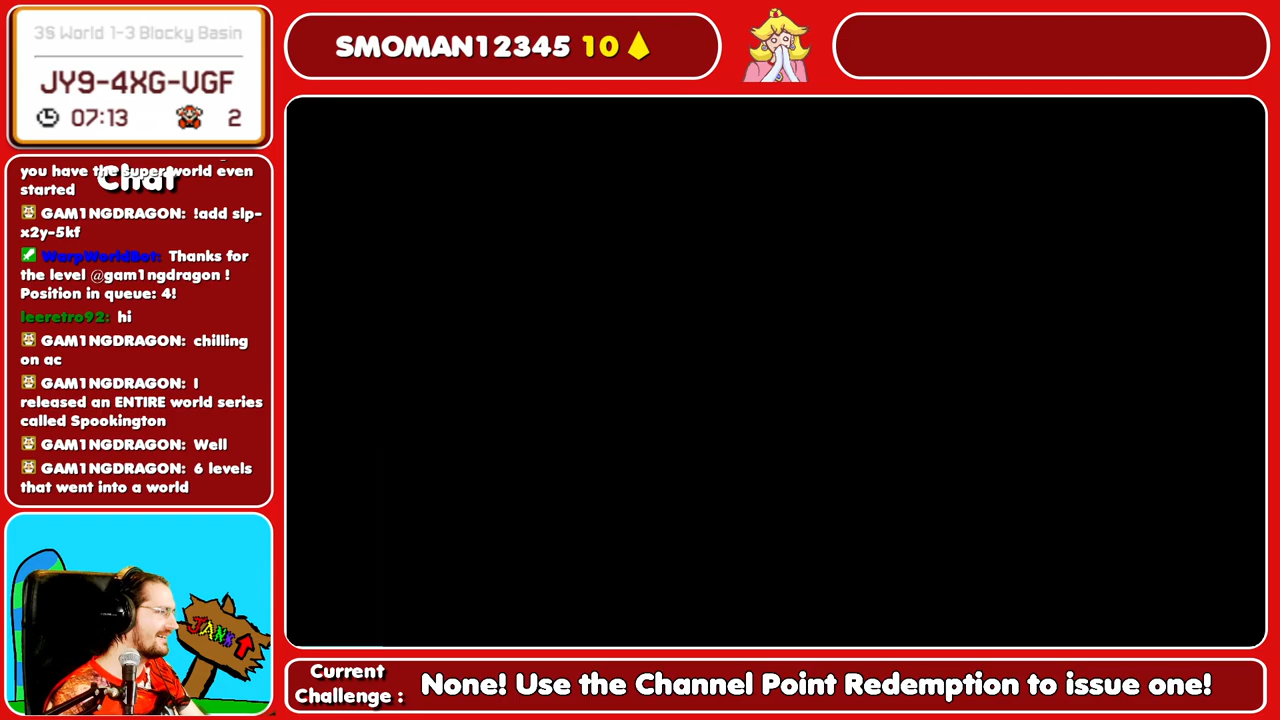 3S World 1-3 Blocky Basin
JY9-4XG-VGF
07:13 2
SMOMAN12345 10
Chat
you have the super world even
started
GAM1NGDRAGON: !add slp-
x2y-5kf
WarpWorldBot: Thanks for
the level @gam1ngdragon !
Position in queue: 4!
leeretro92: hi
GAM1NGDRAGON: chilling
on ac
GAM1NGDRAGON: I
released an ENTIRE world series
called Spookington
GAM1NGDRAGON: Well
GAM1NGDRAGON: 6 levels
that went into a world
JANK
Current
Challenge :
None! Use the Channel Point Redemption to issue one!